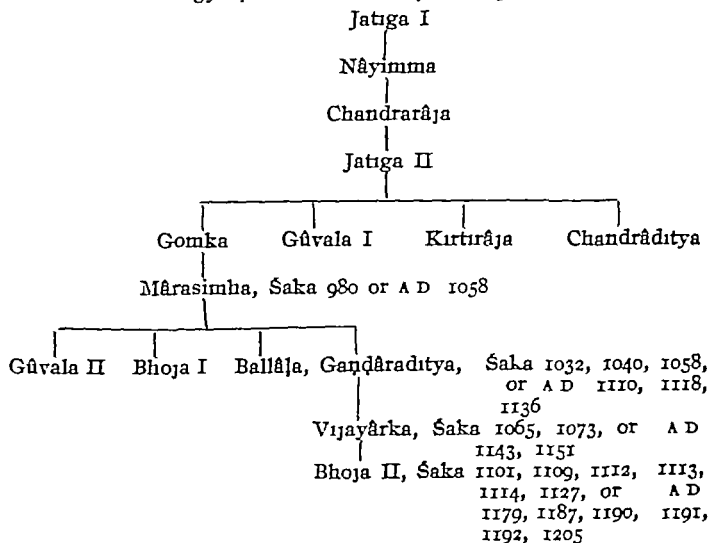 Jatiga I
Nâyimma
Chandrarâja
Jatiga II
Gomka Gûvala I Kirtirâja Chandrâditya
Mârasimha, Śaka 980 or A D 1058
Gûvala II Bhoja I Ballâḷa, Gaṇḍâraditya, Śaka 1032, 1040, 1058,
or A D 1110, 1118,
1136
Vijayârka, Śaka 1065, 1073, or A D
1143, 1151
Bhoja II, Śaka 1101, 1109, 1112, 1113,
1114, 1127, or A D
1179, 1187, 1190, 1191,
1192, 1205